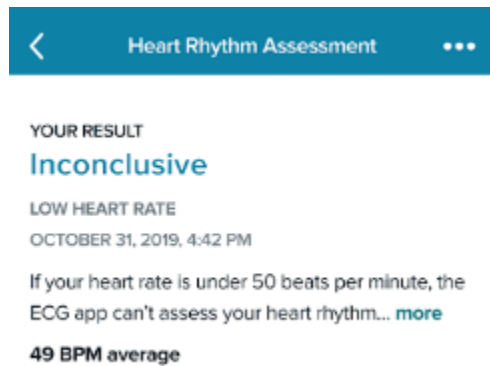 Heart Rhythm Assessment
YOUR RESULT
Inconclusive
LOW HEART RATE
OCTOBER 31, 2019, 4:42 PM
If your heart rate is under 50 beats per minute, the
ECG app can't assess your heart rhythm... more
49 BPM average